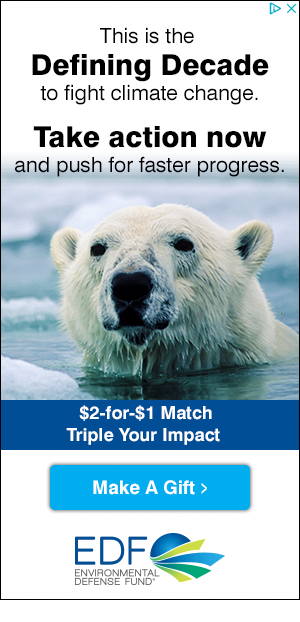 This is the
Defining Decade
to fight climate change.
Take action now
and push for faster progress.
$2-for-$1 Match
Triple Your Impact
Make A Gift >
EDF
ENVIRONMENTAL
DEFENSE FUND®